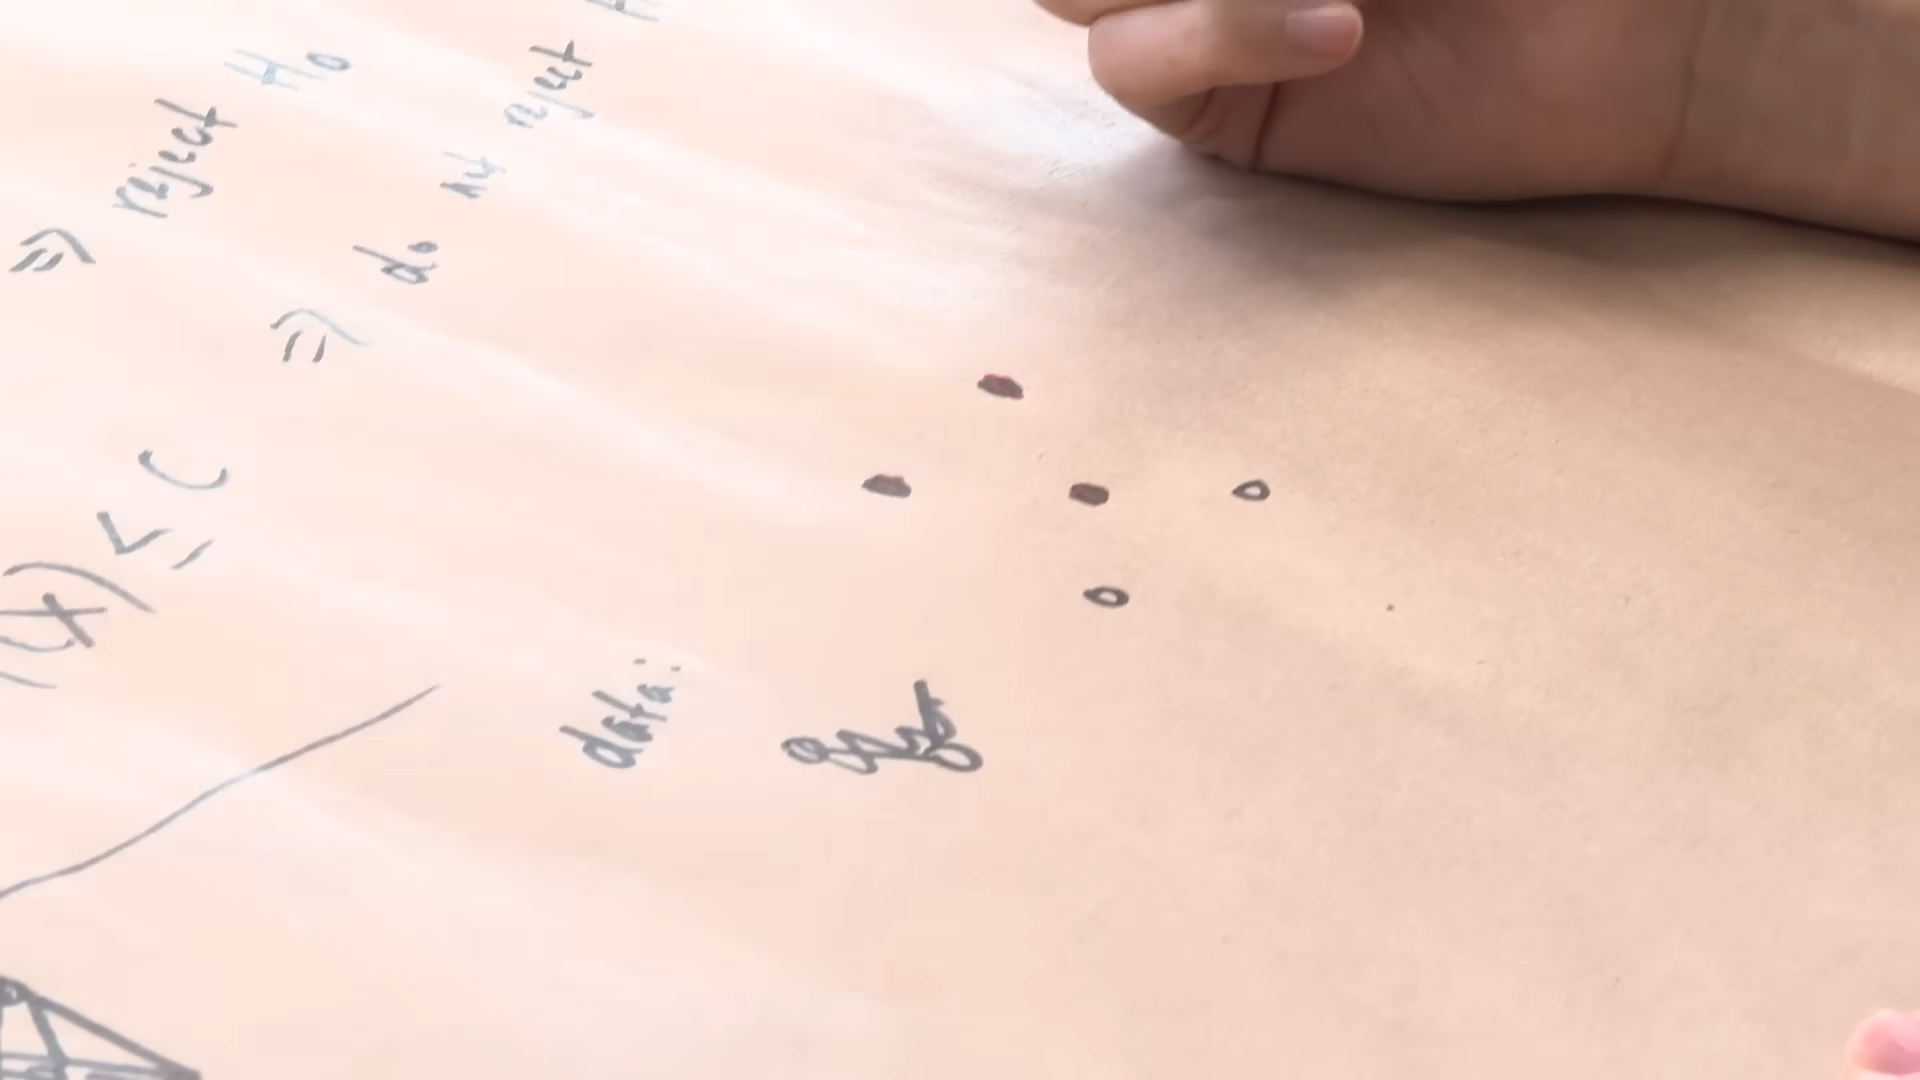 ⇒ reject H₀
⇒ do not reject
(x) ≤ C
data: